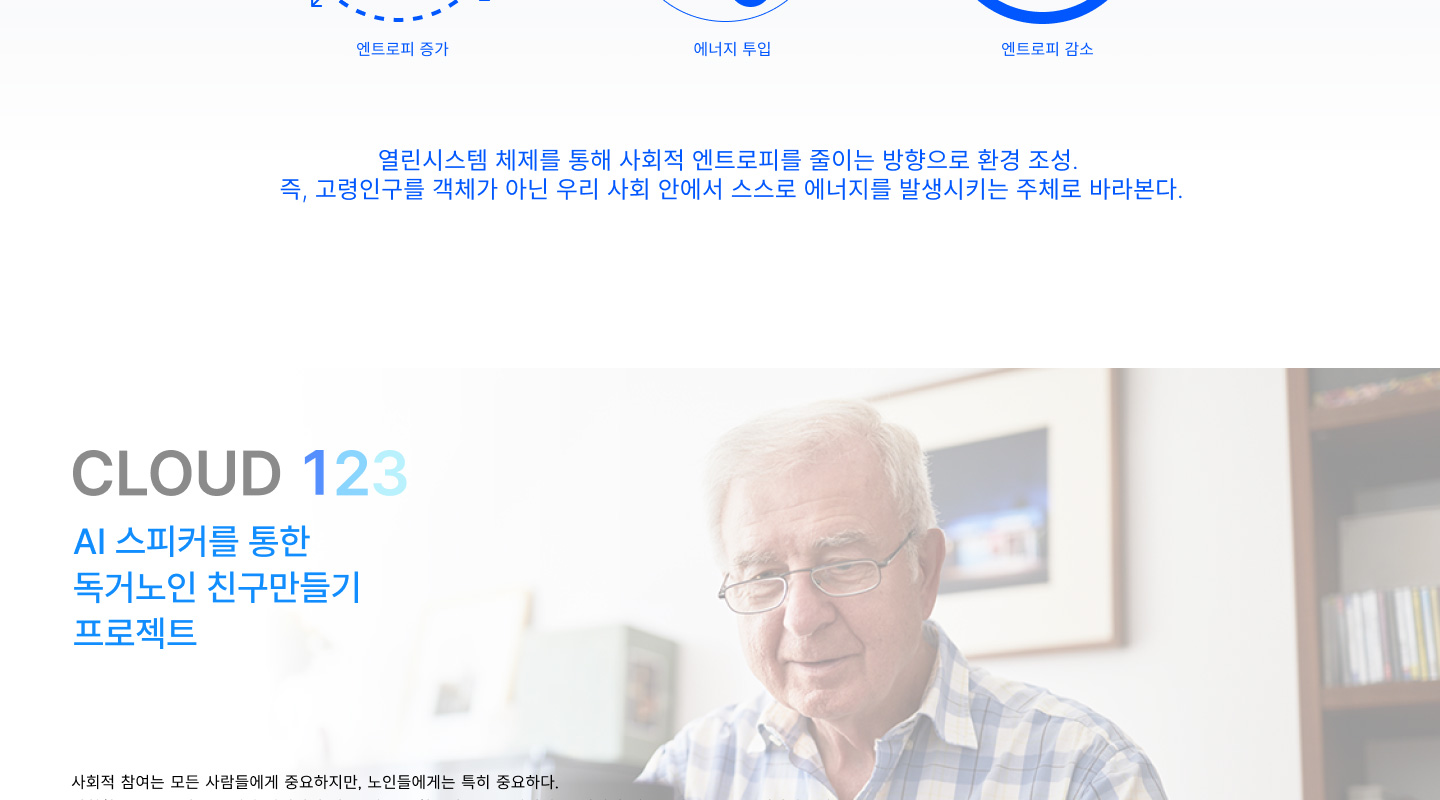 엔트로피 증가
에너지 투입
엔트로피 감소
열린시스템 체제를 통해 사회적 엔트로피를 줄이는 방향으로 환경 조성.
즉, 고령인구를 객체가 아닌 우리 사회 안에서 스스로 에너지를 발생시키는 주체로 바라본다.
CLOUD 123
AI 스피커를 통한
독거노인 친구만들기
프로젝트
사회적 참여는 모든 사람들에게 중요하지만, 노인들에게는 특히 중요하다.